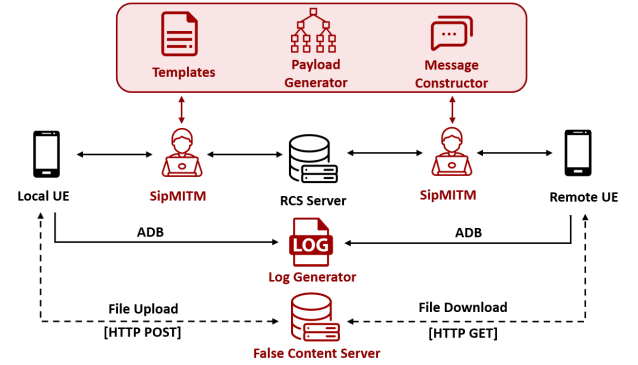 Templates
Payload
Generator
Message
Constructor
Local UE
SipMITM
RCS Server
SipMITM
Remote UE
ADB
LOG
ADB
Log Generator
File Upload
[HTTP POST]
File Download
[HTTP GET]
False Content Server